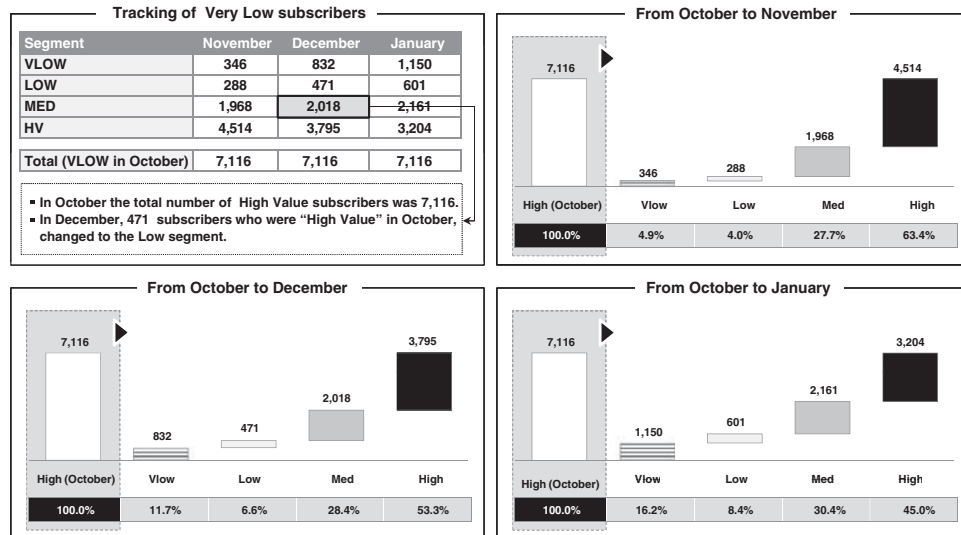 Tracking of Very Low subscribers
Segment November December January
VLOW 346 832 1,150
LOW 288 471 601
MED 1,968 2,018 2,161
HV 4,514 3,795 3,204
Total (VLOW in October) 7,116 7,116 7,116
▪ In October the total number of High Value subscribers was 7,116.
▪ In December, 471 subscribers who were “High Value” in October,
changed to the Low segment.
From October to November
7,116 346 288 1,968 4,514
High (October) Vlow Low Med High
100.0% 4.9% 4.0% 27.7% 63.4%
From October to December
7,116 832 471 2,018 3,795
High (October) Vlow Low Med High
100.0% 11.7% 6.6% 28.4% 53.3%
From October to January
7,116 1,150 601 2,161 3,204
High (October) Vlow Low Med High
100.0% 16.2% 8.4% 30.4% 45.0%